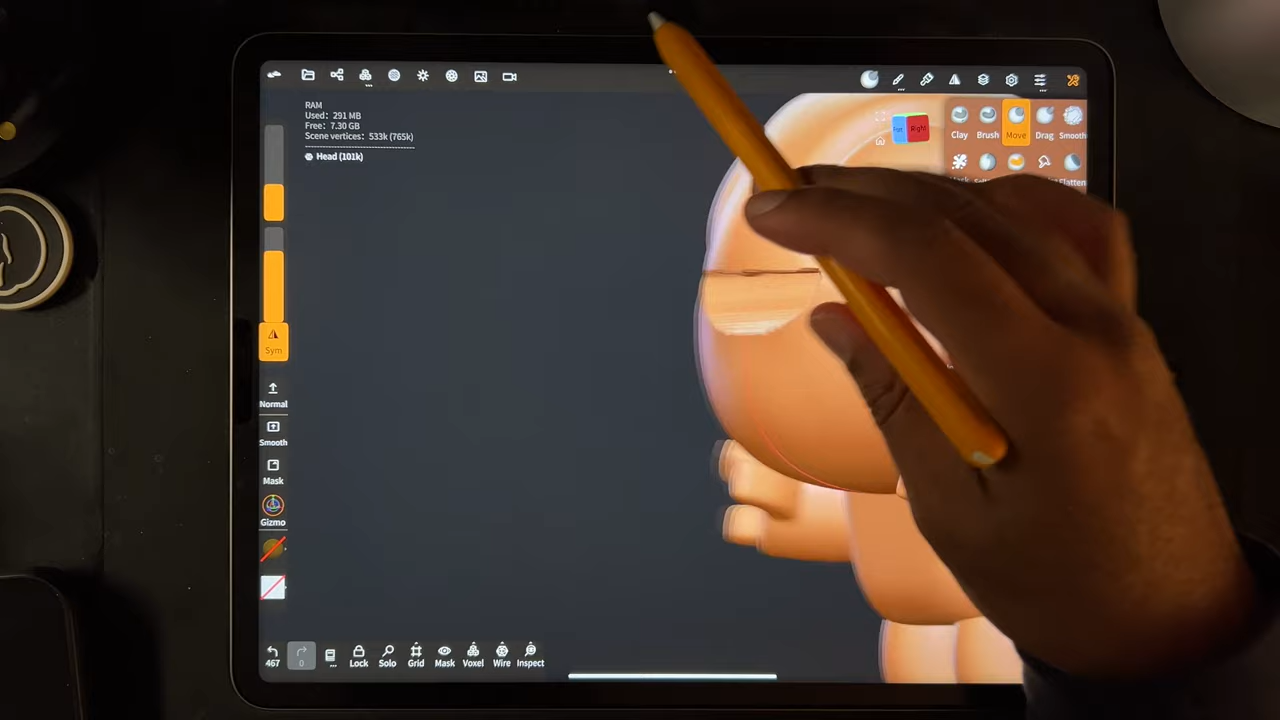 RAM
Used: 291 MB
Free: 7.30 GB
Scene vertices: 533k (765k)
Head (101k)
Right
Clay
Brush
Move
Drag
Smooth
Flatten
Sym
Normal
Smooth
Mask
Gizmo
467
0
Lock
Solo
Grid
Mask
Voxel
Wire
Inspect